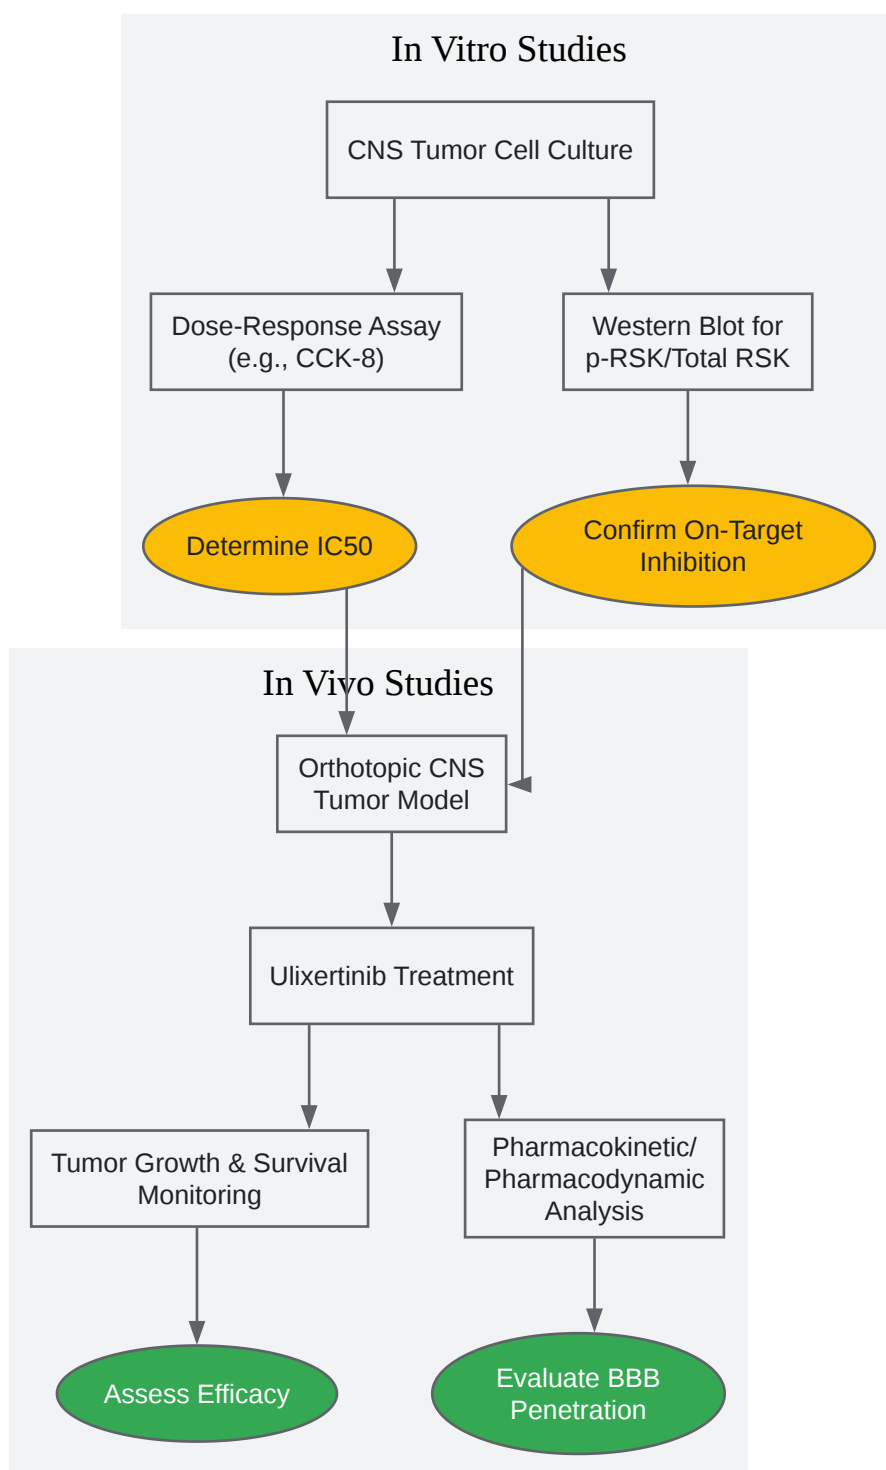 In Vitro Studies
CNS Tumor Cell Culture
Dose-Response Assay
(e.g., CCK-8)
Western Blot for
p-RSK/Total RSK
Determine IC50
Confirm On-Target
Inhibition
In Vivo Studies
Orthotopic CNS
Tumor Model
Ulixertinib Treatment
Tumor Growth & Survival
Monitoring
Pharmacokinetic/
Pharmacodynamic
Analysis
Assess Efficacy
Evaluate BBB
Penetration